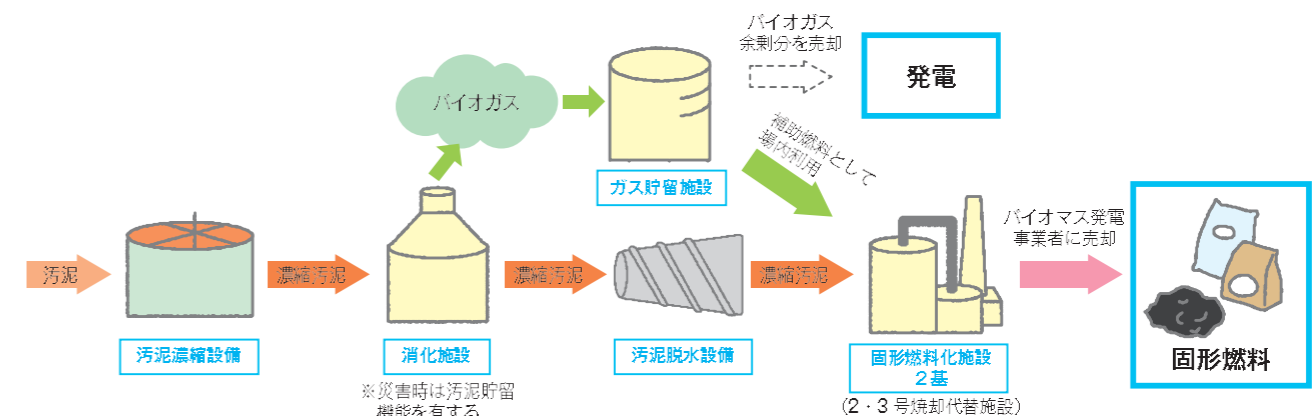 バイオガス
余剰分を売却
発電
バイオガス
補助燃料として
場内利用
ガス貯留施設
バイオマス発電
事業者に売却
汚泥
濃縮汚泥
濃縮汚泥
濃縮汚泥
汚泥濃縮設備
消化施設
汚泥脱水設備
固形燃料化施設
2基
固形燃料
※災害時は汚泥貯留
機能を有する
(2・3号焼却代替施設)